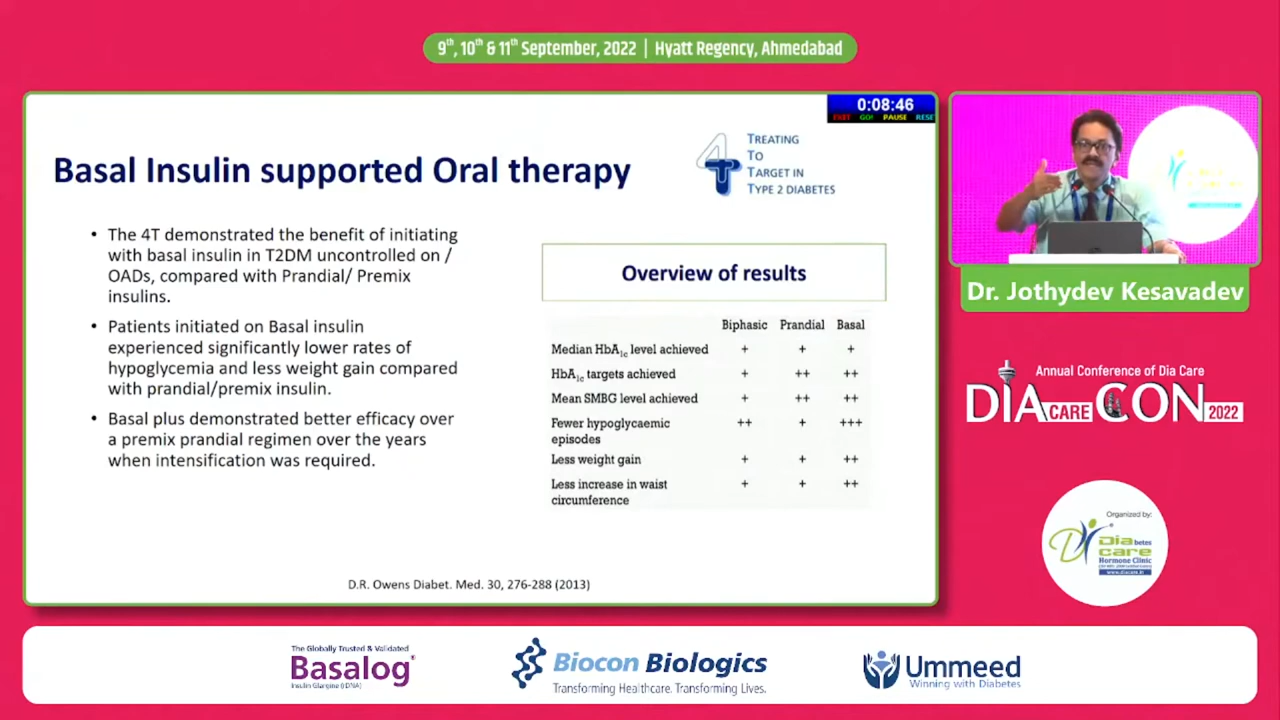 9th, 10th & 11th September, 2022 | Hyatt Regency, Ahmedabad
0:08:46
EXIT GO! PAUSE RESE
Basal Insulin supported Oral therapy
4T
TREATING
TO
TARGET IN
TYPE 2 DIABETES
• The 4T demonstrated the benefit of initiating
with basal insulin in T2DM uncontrolled on /
OADs, compared with Prandial/ Premix
insulins.
• Patients initiated on Basal insulin
experienced significantly lower rates of
hypoglycemia and less weight gain compared
with prandial/premix insulin.
• Basal plus demonstrated better efficacy over
a premix prandial regimen over the years
when intensification was required.
Overview of results
Biphasic Prandial Basal
Median HbA1c level achieved + + +
HbA1c targets achieved + ++ ++
Mean SMBG level achieved + ++ ++
Fewer hypoglycaemic ++ + +++
episodes
Less weight gain + + ++
Less increase in waist + + ++
circumference
D.R. Owens Diabet. Med. 30, 276-288 (2013)
Dr. Jothydev Kesavadev
Annual Conference of Dia Care
DIA CARE CON 2022
Organized by:
Diabetes
care
Hormone Clinic
www.diacare.in
The Globally Trusted & Validated
Basalog
Insulin Glargine (rDNA)
Biocon Biologics
Transforming Healthcare. Transforming Lives.
Ummeed
Winning with Diabetes